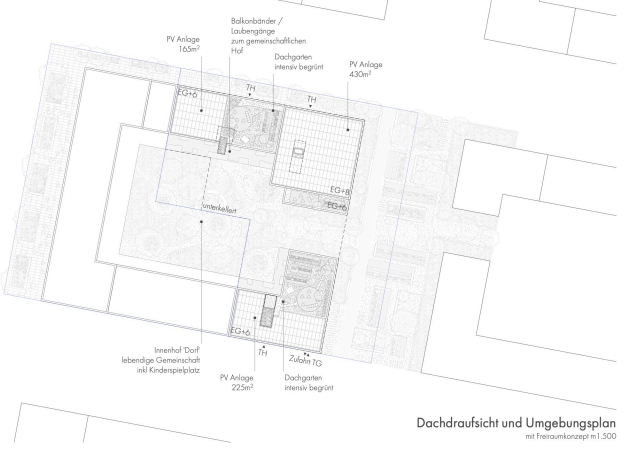 Balkonbänder /
Laubengänge
zum gemeinschaftlichen
Hof
PV Anlage
165m²
Dachgarten
intensiv begrünt
PV Anlage
430m²
TH
TH
EG+6
EG+8
EG+6
unterkellert
EG+6
TH
Zufahrt TG
Innenhof 'Dorf'
lebendige Gemeinschaft
inkl Kinderspielplatz
PV Anlage
225m²
Dachgarten
intensiv begrünt
Dachdraufsicht und Umgebungsplan
mit Freiraumkonzept m1.500